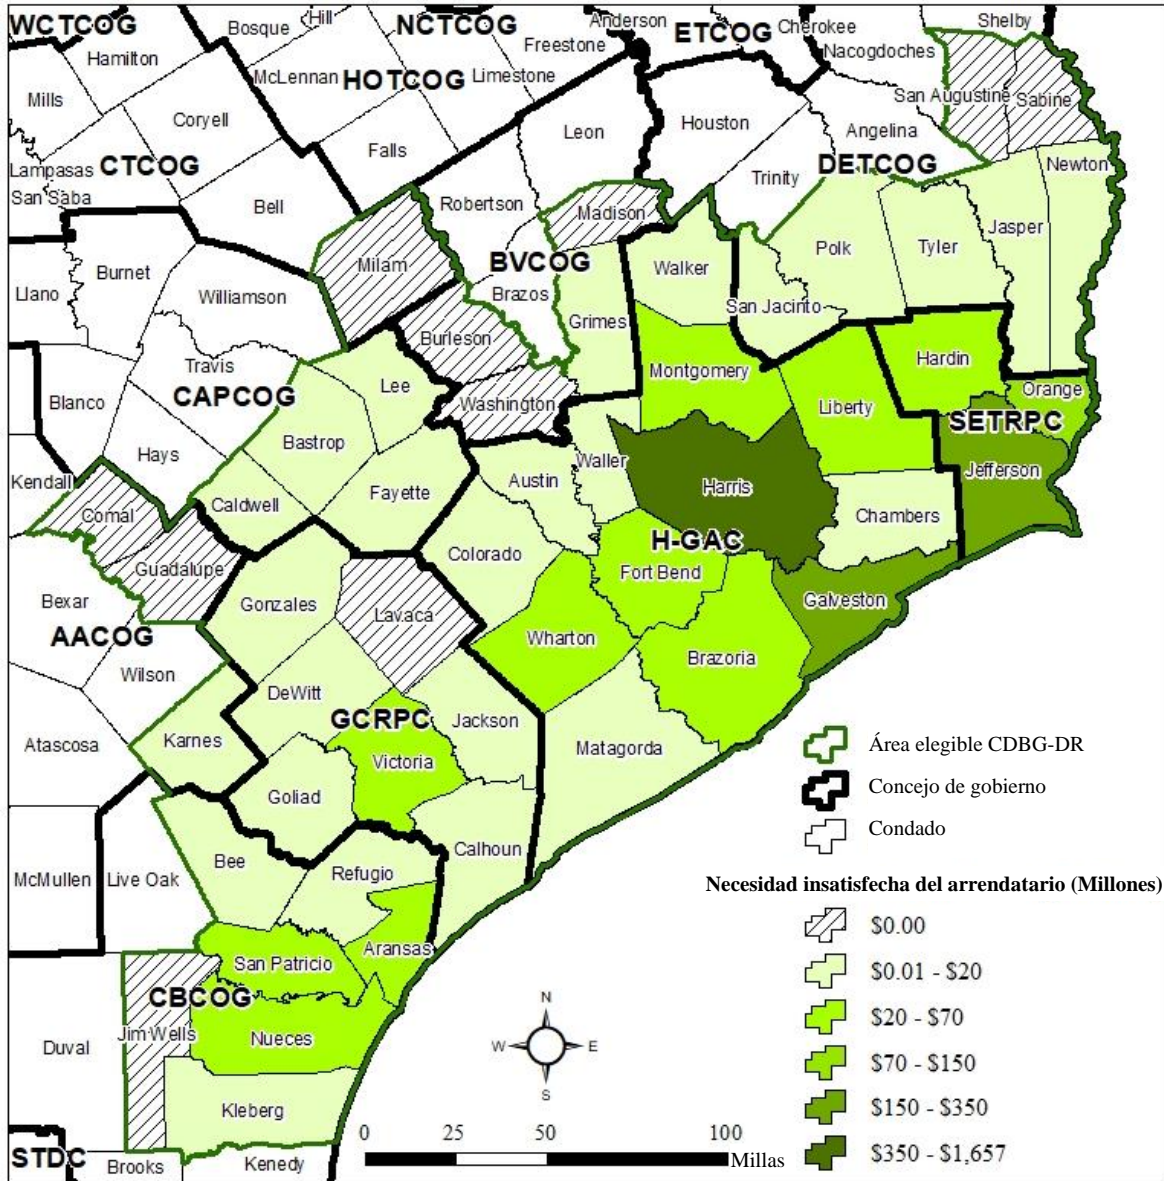 WCTCOG
Hill
Bosque
NCTCOG
Anderson
ETCOG
Cherokee
Shelby
Hamilton
Freestone
Nacogdoches
McLennan
HOTCOG
Limestone
Mills
San Augustine
Sabine
Coryell
Leon
Houston
Angelina
Lampasas
CTCOG
Falls
DETCOG
Newton
San Saba
Trinity
Bell
Robertson
Madison
Jasper
Polk
Tyler
Burnet
Milam
BVCOG
Walker
Llano
Williamson
Brazos
San Jacinto
Grimes
Burleson
Travis
Hardin
Montgomery
Lee
Orange
Blanco
CAPCOG
Washington
Liberty
SETRPC
Bastrop
Hays
Waller
Jefferson
Kendall
Austin
Harris
Fayette
Caldwell
Comal
Chambers
H-GAC
Colorado
Guadalupe
Fort Bend
Bexar
Gonzales
Galveston
Lavaca
AACOG
Wharton
Brazoria
Wilson
DeWitt
GCRPC
Jackson
Karnes
Atascosa
Matagorda
Victoria
Goliad
Calhoun
Bee
Refugio
McMullen
Live Oak
Aransas
San Patricio
CBCOG
Jim Wells
Nueces
Duval
Kleberg
STDC
Brooks
Kenedy
Área elegible CDBG-DR
Concejo de gobierno
Condado
Necesidad insatisfecha del arrendatario (Millones)
$0.00
$0.01 - $20
$20 - $70
$70 - $150
$150 - $350
$350 - $1,657
N
W
E
S
0
25
50
100
Millas